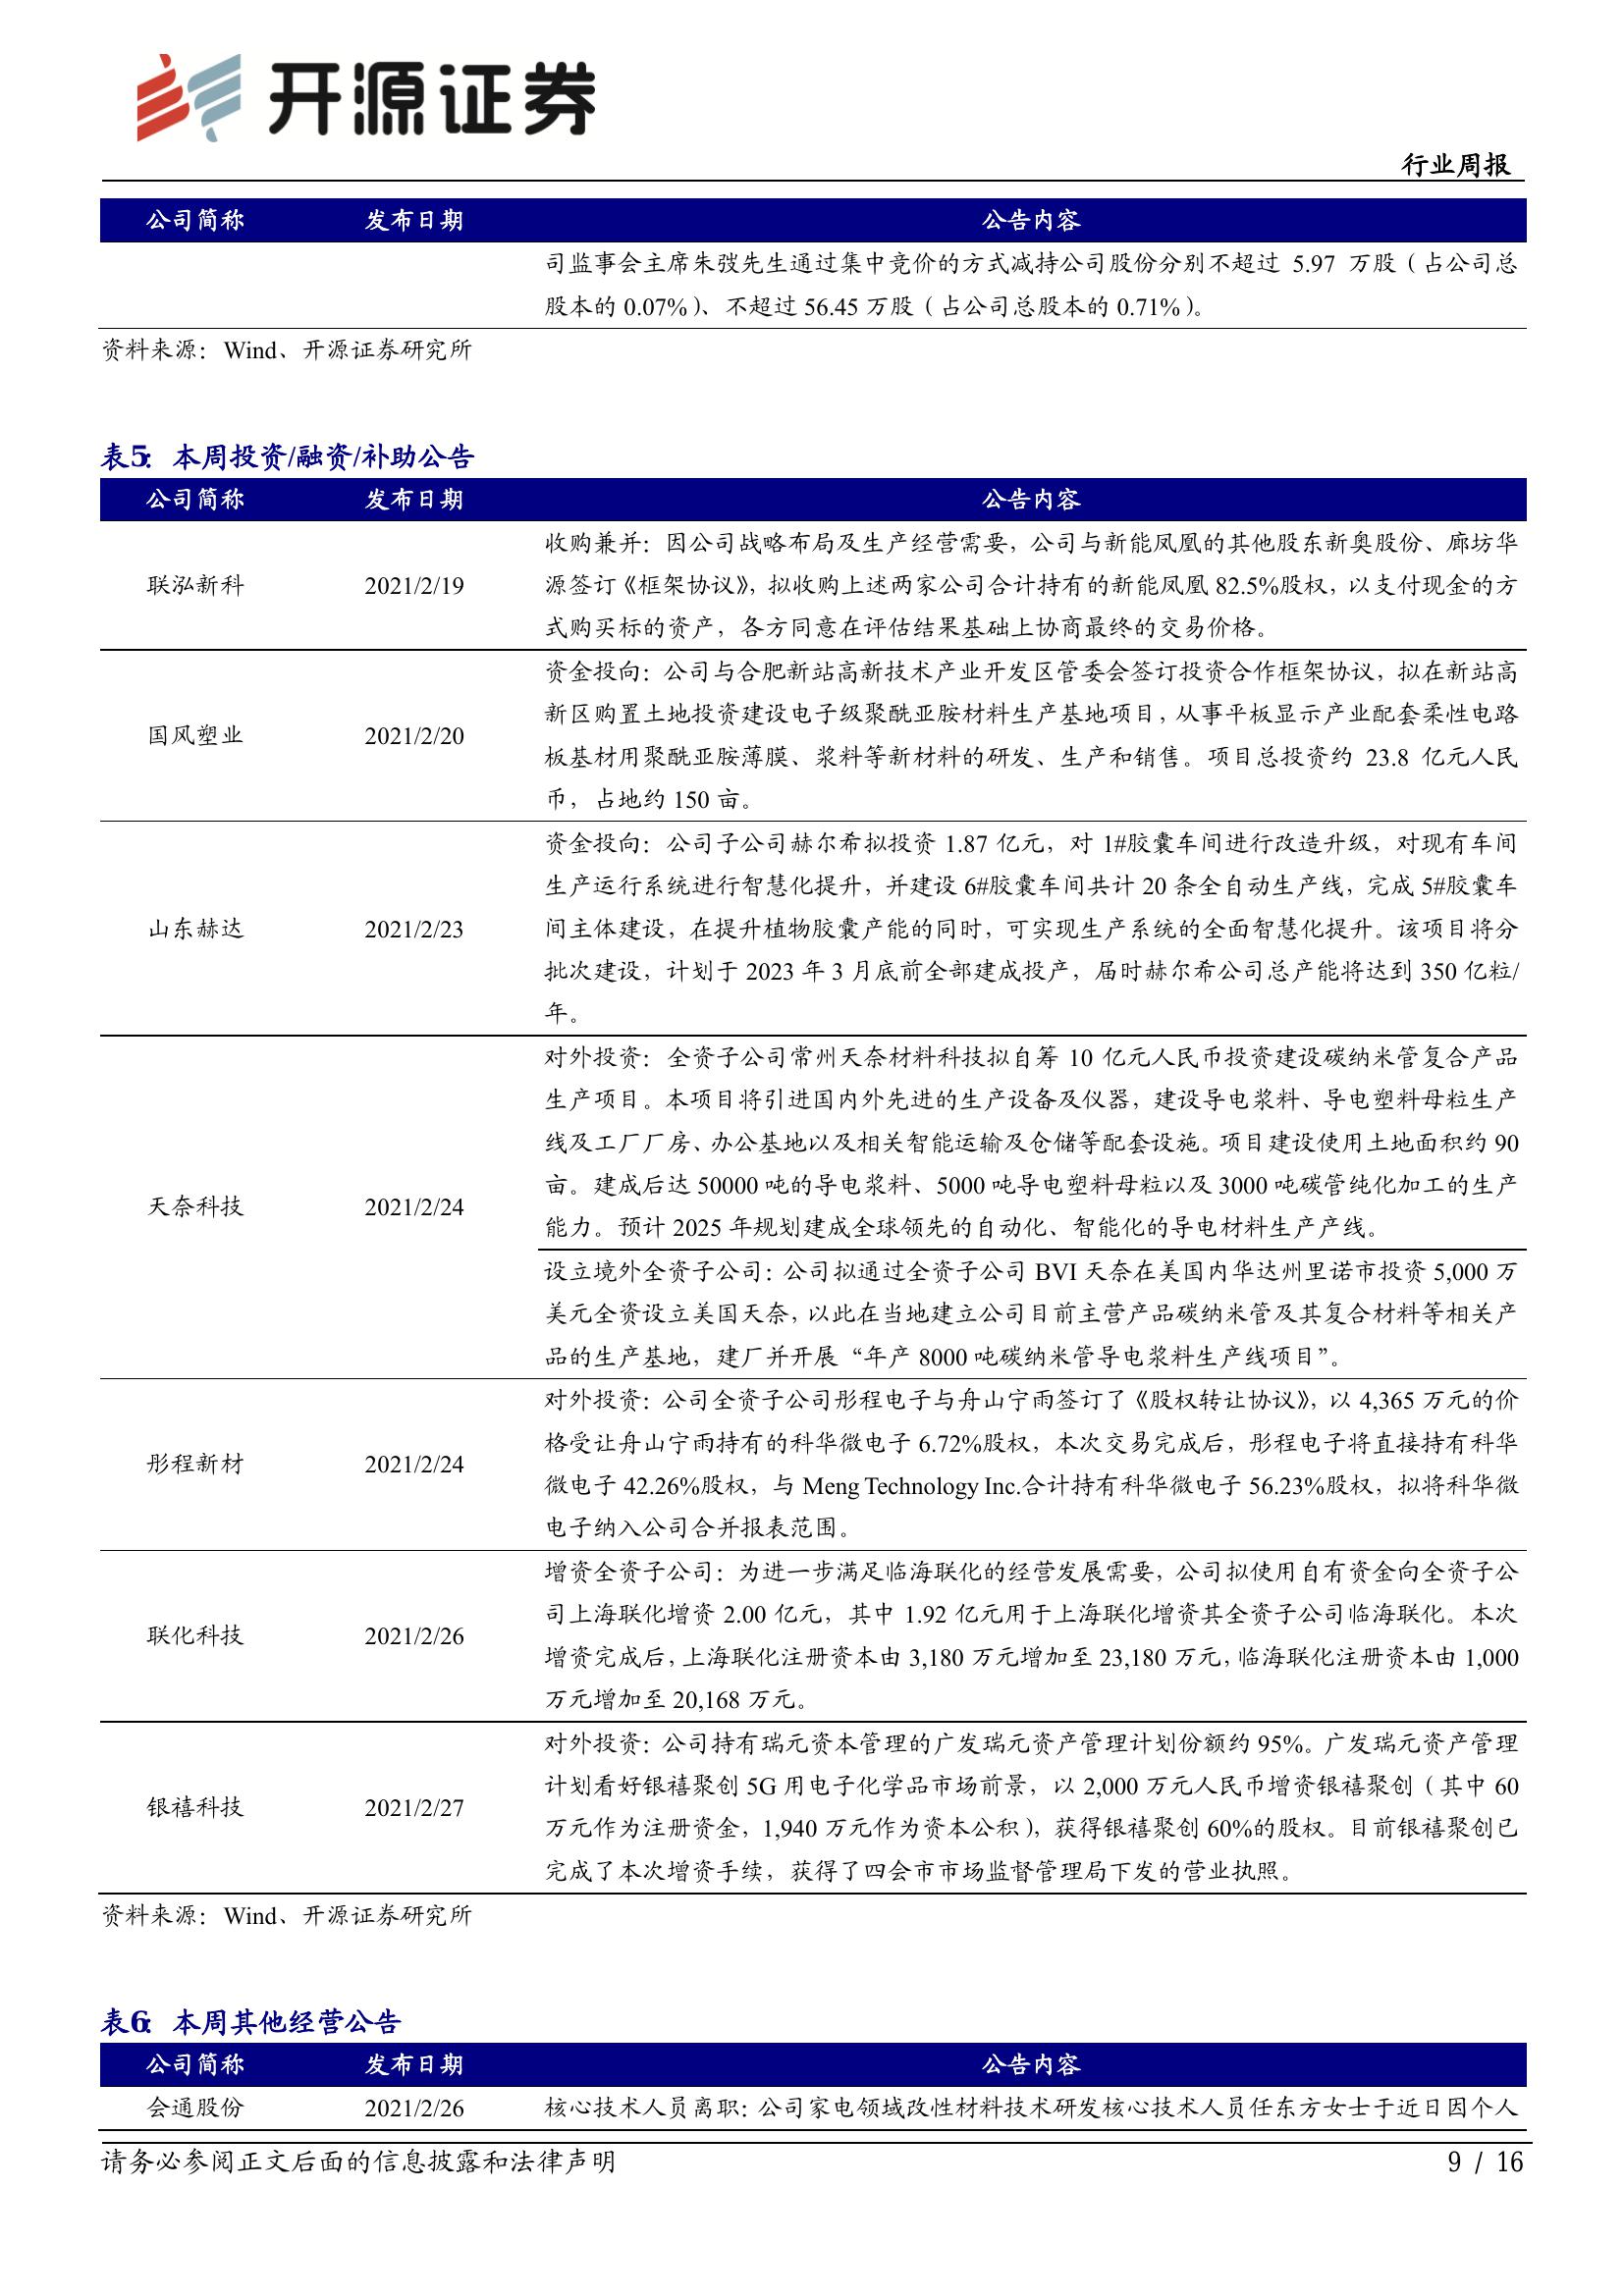 开源证券
行业周报
公司简称 发布日期 公告内容
司监事会主席朱弢先生通过集中竞价的方式减持公司股份分别不超过 5.97 万股（占公司总
股本的 0.07%）、不超过 56.45 万股（占公司总股本的 0.71%）。
资料来源：Wind、开源证券研究所
表5： 本周投资/融资/补助公告
公司简称 发布日期 公告内容
收购兼并：因公司战略布局及生产经营需要，公司与新能凤凰的其他股东新奥股份、廊坊华
联泓新科 2021/2/19 源签订《框架协议》，拟收购上述两家公司合计持有的新能凤凰 82.5%股权，以支付现金的方
式购买标的资产，各方同意在评估结果基础上协商最终的交易价格。
资金投向：公司与合肥新站高新技术产业开发区管委会签订投资合作框架协议，拟在新站高
新区购置土地投资建设电子级聚酰亚胺材料生产基地项目，从事平板显示产业配套柔性电路
国风塑业 2021/2/20
板基材用聚酰亚胺薄膜、浆料等新材料的研发、生产和销售。项目总投资约 23.8 亿元人民
币，占地约 150 亩。
资金投向：公司子公司赫尔希拟投资 1.87 亿元，对 1#胶囊车间进行改造升级，对现有车间
生产运行系统进行智慧化提升，并建设 6#胶囊车间共计 20 条全自动生产线，完成 5#胶囊车
山东赫达 2021/2/23 间主体建设，在提升植物胶囊产能的同时，可实现生产系统的全面智慧化提升。该项目将分
批次建设，计划于 2023 年 3 月底前全部建成投产，届时赫尔希公司总产能将达到 350 亿粒/
年。
对外投资：全资子公司常州天奈材料科技拟自筹 10 亿元人民币投资建设碳纳米管复合产品
生产项目。本项目将引进国内外先进的生产设备及仪器，建设导电浆料、导电塑料母粒生产
线及工厂厂房、办公基地以及相关智能运输及仓储等配套设施。项目建设使用土地面积约 90
亩。建成后达 50000 吨的导电浆料、5000 吨导电塑料母粒以及 3000 吨碳管纯化加工的生产
天奈科技 2021/2/24
能力。预计 2025 年规划建成全球领先的自动化、智能化的导电材料生产产线。
设立境外全资子公司：公司拟通过全资子公司 BVI 天奈在美国内华达州里诺市投资 5,000 万
美元全资设立美国天奈，以此在当地建立公司目前主营产品碳纳米管及其复合材料等相关产
品的生产基地，建厂并开展“年产 8000 吨碳纳米管导电浆料生产线项目”。
对外投资：公司全资子公司彤程电子与舟山宁雨签订了《股权转让协议》，以 4,365 万元的价
格受让舟山宁雨持有的科华微电子 6.72%股权，本次交易完成后，彤程电子将直接持有科华
彤程新材 2021/2/24
微电子 42.26%股权，与 Meng Technology Inc.合计持有科华微电子 56.23%股权，拟将科华微
电子纳入公司合并报表范围。
增资全资子公司：为进一步满足临海联化的经营发展需要，公司拟使用自有资金向全资子公
司上海联化增资 2.00 亿元，其中 1.92 亿元用于上海联化增资其全资子公司临海联化。本次
联化科技 2021/2/26
增资完成后，上海联化注册资本由 3,180 万元增加至 23,180 万元，临海联化注册资本由 1,000
万元增加至 20,168 万元。
对外投资：公司持有瑞元资本管理的广发瑞元资产管理计划份额约 95%。广发瑞元资产管理
计划看好银禧聚创 5G 用电子化学品市场前景，以 2,000 万元人民币增资银禧聚创（其中 60
银禧科技 2021/2/27
万元作为注册资金，1,940 万元作为资本公积），获得银禧聚创 60%的股权。目前银禧聚创已
完成了本次增资手续，获得了四会市市场监督管理局下发的营业执照。
资料来源：Wind、开源证券研究所
表6： 本周其他经营公告
公司简称 发布日期 公告内容
会通股份 2021/2/26 核心技术人员离职：公司家电领域改性材料技术研发核心技术人员任东方女士于近日因个人
请务必参阅正文后面的信息披露和法律声明 9 / 16